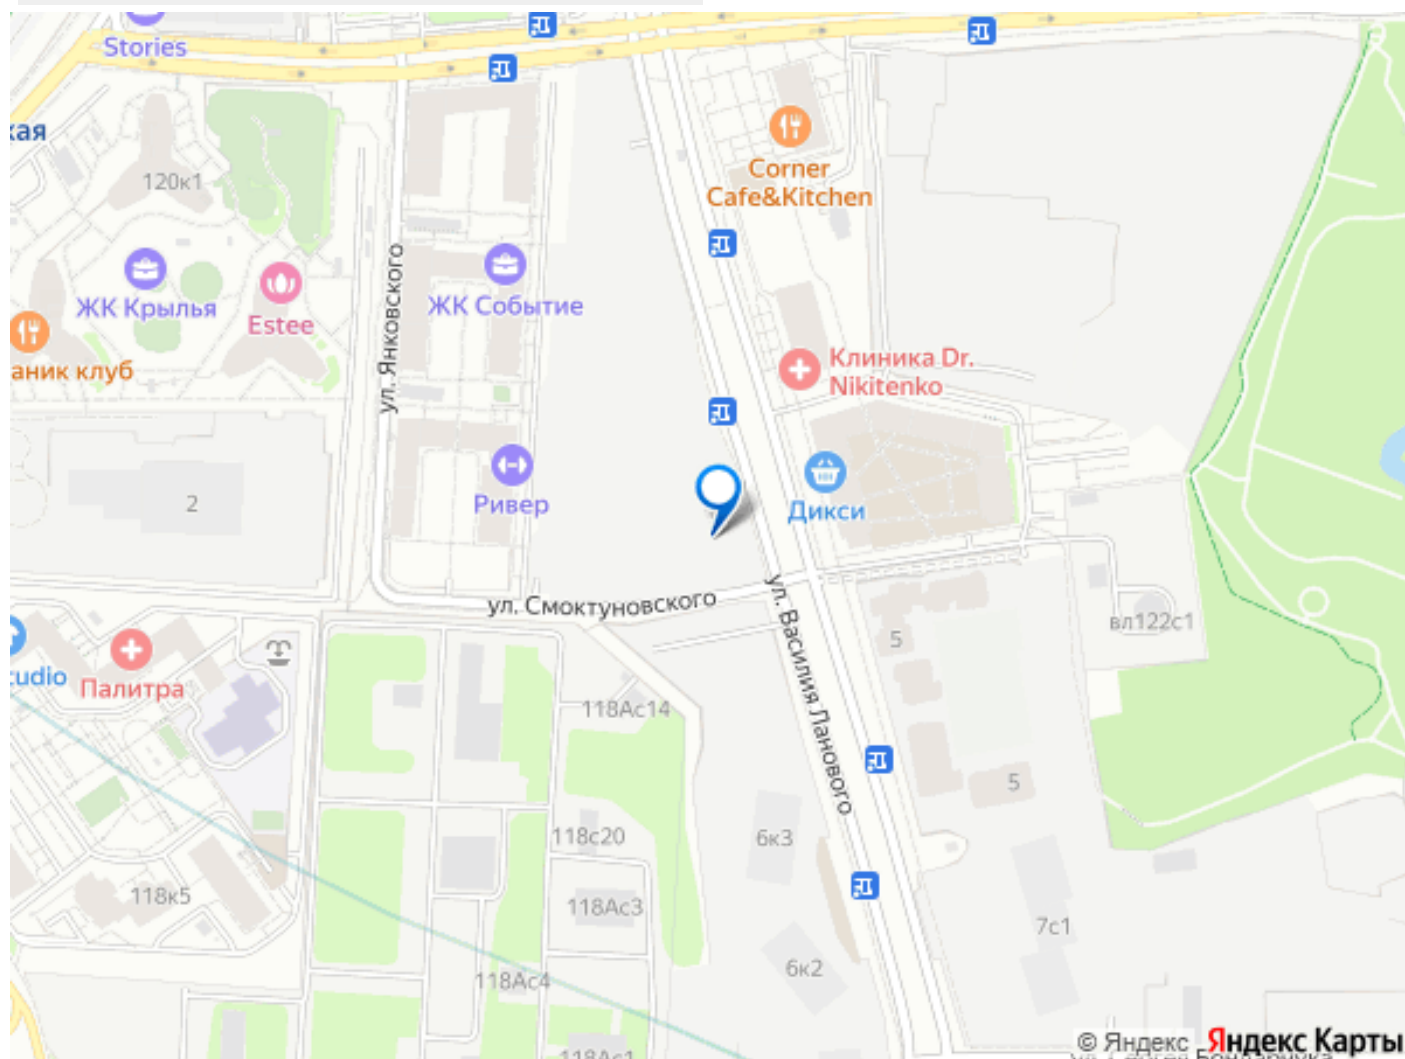 Stories
кая
120к1
Corner
Cafe&Kitchen
ул. Янковского
ЖК Крылья
Estee
ЖК Событие
аник клуб
Клиника Dr.
Nikitenko
2
Ривер
Дикси
ул. Смоктуновского
ул. Василия Ланового
5
вл122с1
tudio
Палитра
118Ас14
5
118с20
6к3
118к5
118Ас3
7с1
6к2
118Ас4
© Яндекс Яндекс Карты
118Ас1